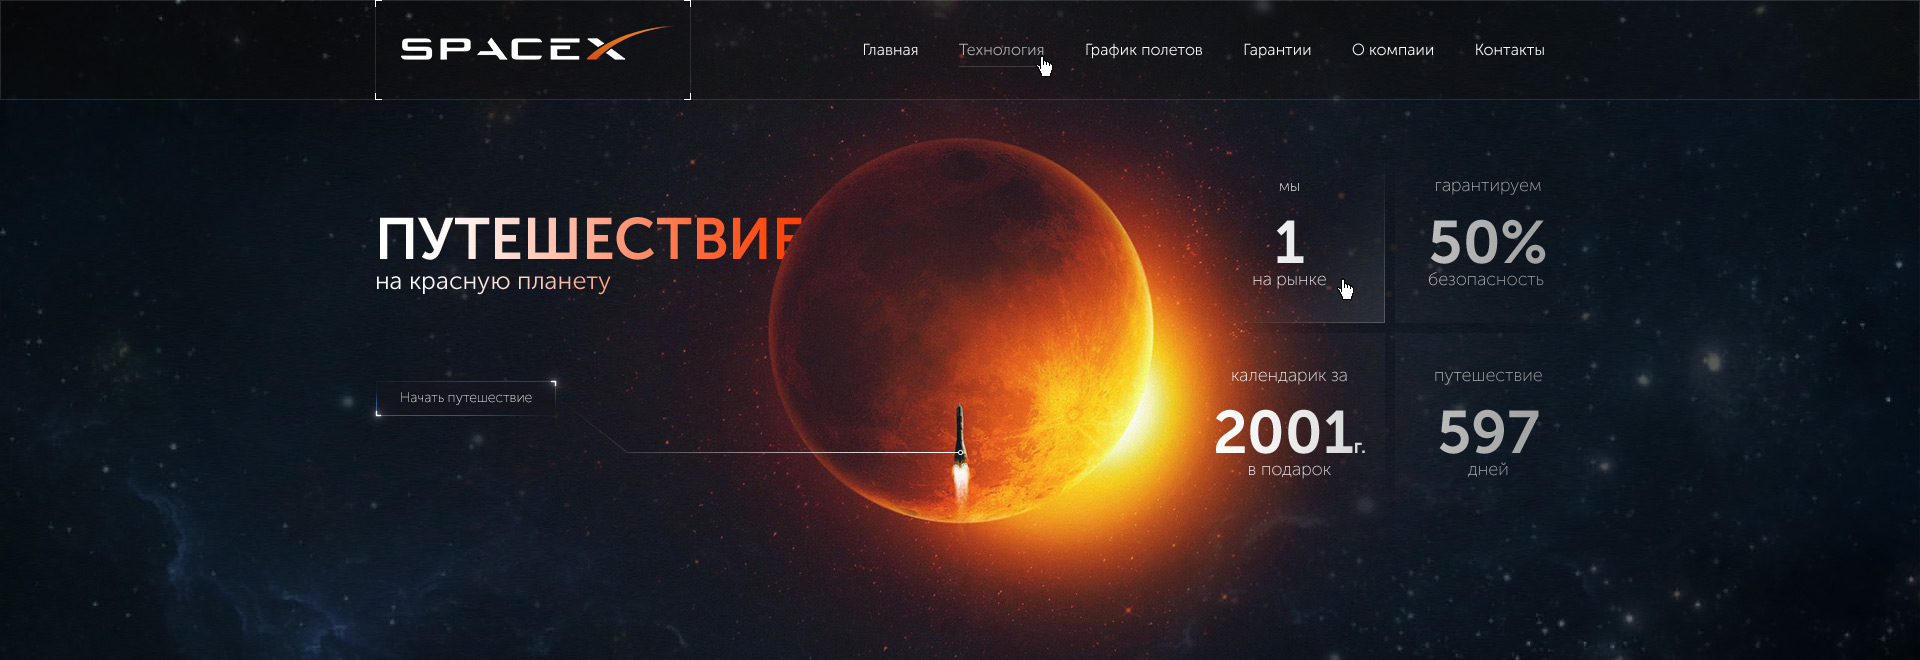 SPACEX
Главная
Технология
График полетов
Гарантии
О компаии
Контакты
ПУТЕШЕСТВИЕ
на красную планету
Начать путешествие
мы
1
на рынке
гарантируем
50%
безопасность
календарик за
2001г.
в подарок
путешествие
597
дней